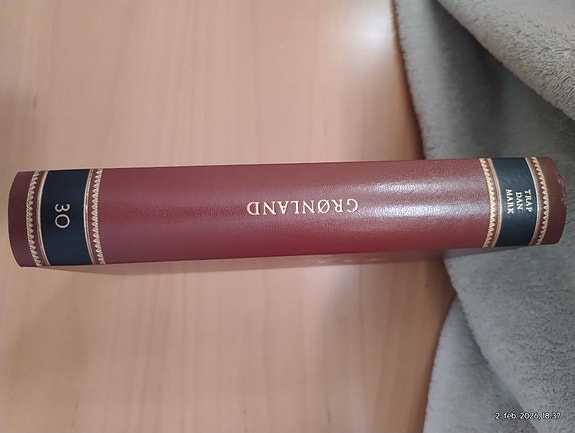 TRAP
DAN
MARK
GRØNLAND
30
2. feb. 2026, 18.37